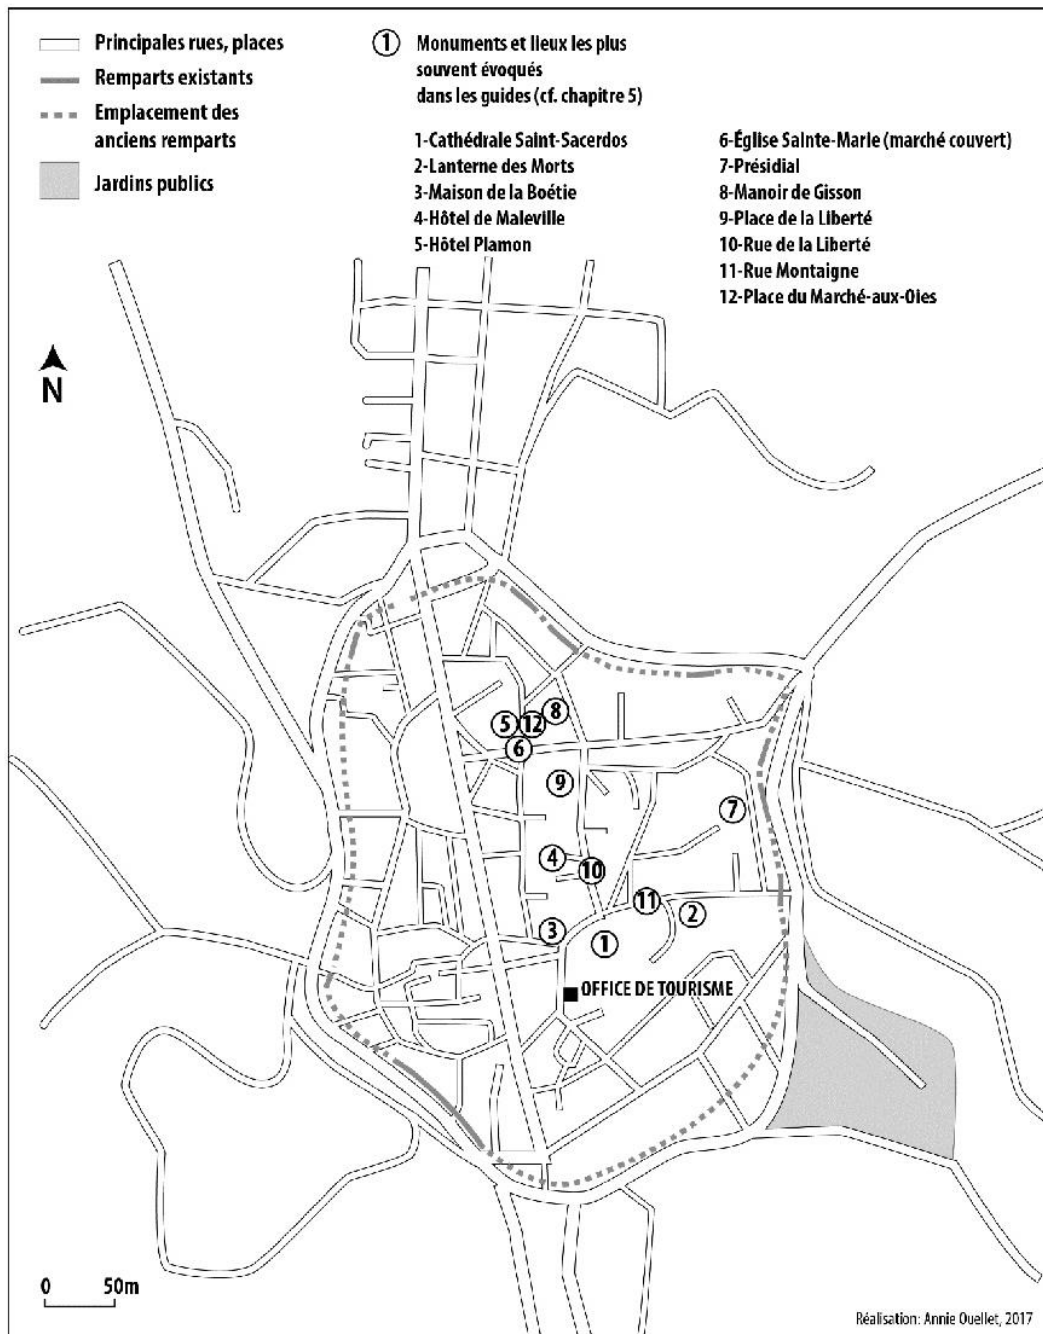 Principales rues, places
Remparts existants
Emplacement des
anciens remparts
Jardins publics
1 Monuments et lieux les plus
souvent évoqués
dans les guides (cf. chapitre 5)
1-Cathédrale Saint-Sacerdos
2-Lanterne des Morts
3-Maison de la Boétie
4-Hôtel de Maleville
5-Hôtel Plamon
6-Église Sainte-Marie (marché couvert)
7-Présidial
8-Manoir de Gisson
9-Place de la Liberté
10-Rue de la Liberté
11-Rue Montaigne
12-Place du Marché-aux-Oies
N
8
5
12
6
9
7
4
10
11
2
3
1
OFFICE DE TOURISME
0 50m
Réalisation: Annie Ouellet, 2017